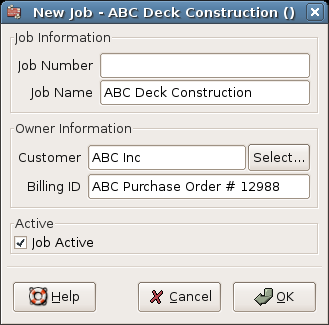 New Job - ABC Deck Construction ()
Job Information
Job Number
Job Name ABC Deck Construction
Owner Information
Customer ABC Inc Select...
Billing ID ABC Purchase Order # 12988
Active
Job Active
Help Cancel OK